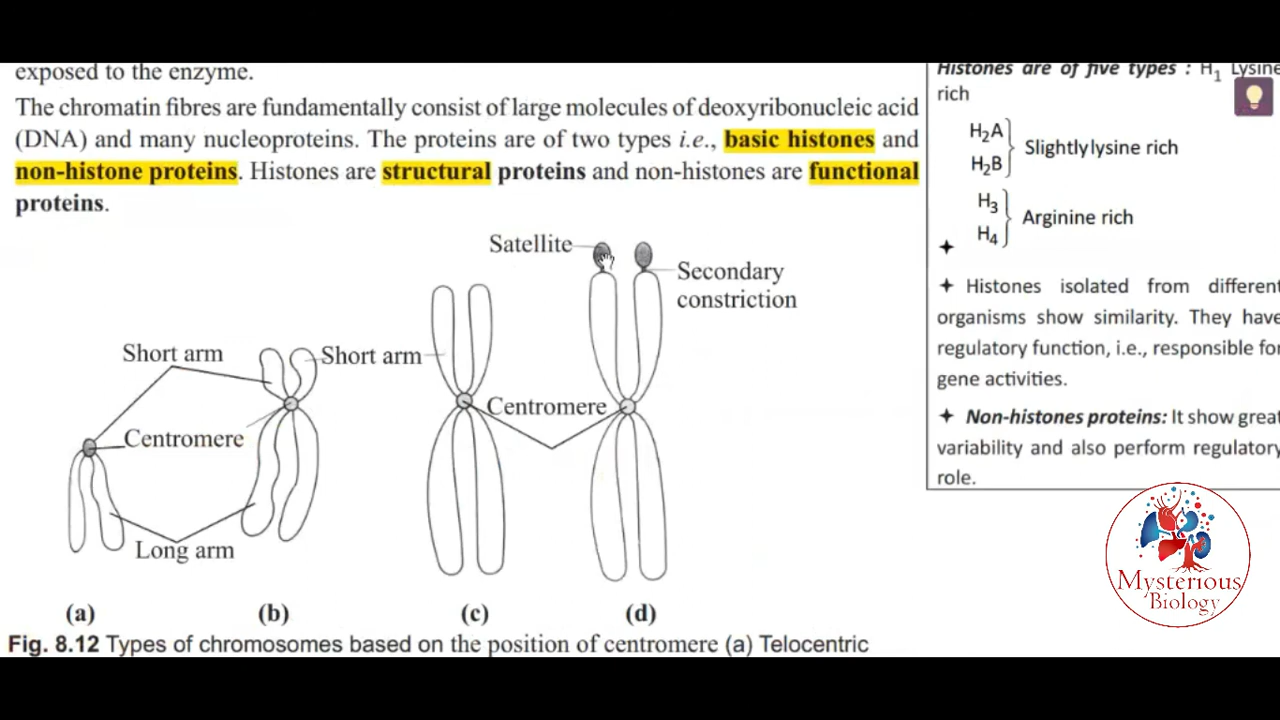 exposed to the enzyme.
The chromatin fibres are fundamentally consist of large molecules of deoxyribonucleic acid
(DNA) and many nucleoproteins. The proteins are of two types i.e., basic histones and
non-histone proteins. Histones are structural proteins and non-histones are functional
proteins.
Satellite
Secondary
constriction
Short arm
Short arm
Centromere
Centromere
Long arm
(a)
(b)
(c)
(d)
Fig. 8.12 Types of chromosomes based on the position of centromere (a) Telocentric
Histones are of five types : H₁ Lysine
rich
H₂A
H₂B
Slightly lysine rich
H₃
H₄
Arginine rich
✦
✦ Histones isolated from different
organisms show similarity. They have
regulatory function, i.e., responsible for
gene activities.
✦ Non-histones proteins: It show great
variability and also perform regulatory
role.
Mysterious
Biology